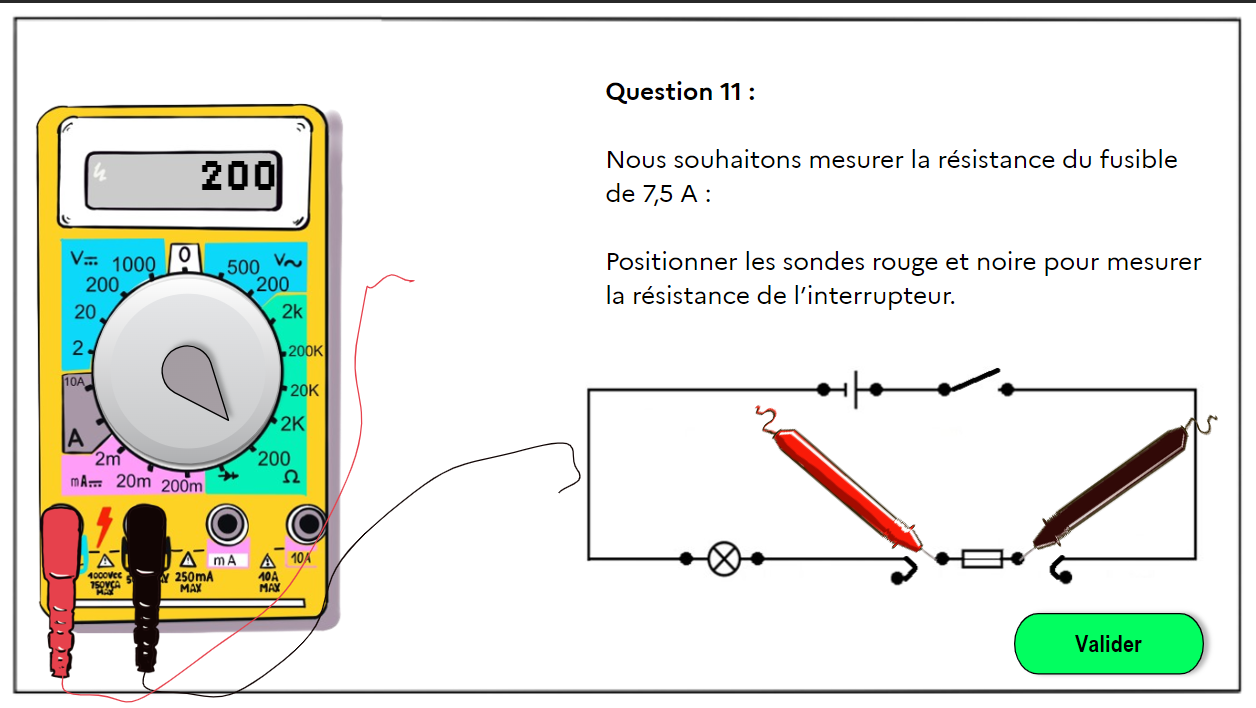 Question 11 :
Nous souhaitons mesurer la résistance du fusible
de 7,5 A :
Positionner les sondes rouge et noire pour mesurer
la résistance de l'interrupteur.
200
V⎓ 1000 0 500 V~
200 200
20 2k
2 200K
10A 20K
A 2K
2m 200
mA⎓ 20m 200m Ω
mA 10A
1000VCC 250mA 10A
750VCA MAX MAX
MAX
Valider